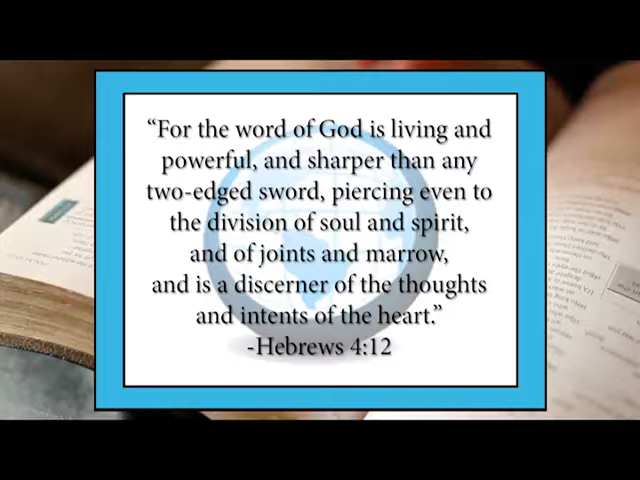 “For the word of God is living and
powerful, and sharper than any
two-edged sword, piercing even to
the division of soul and spirit,
and of joints and marrow,
and is a discerner of the thoughts
and intents of the heart.”
-Hebrews 4:12